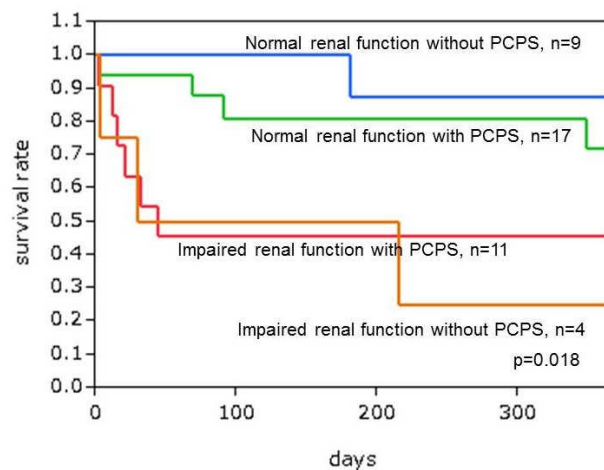 1.1
1.0
0.9
0.8
0.7
0.6
0.5
0.4
0.3
0.2
0.1
0.0
survival rate
Normal renal function without PCPS, n=9
Normal renal function with PCPS, n=17
Impaired renal function with PCPS, n=11
Impaired renal function without PCPS, n=4
p=0.018
0 100 200 300
days